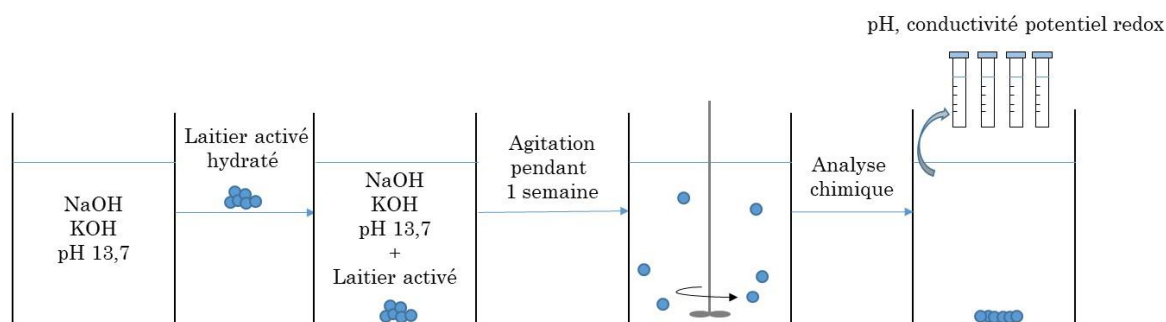 pH, conductivité potentiel redox
NaOH
KOH
pH 13,7
Laitier activé
hydraté
NaOH
KOH
pH 13,7
+
Laitier activé
Agitation
pendant
1 semaine
Analyse
chimique